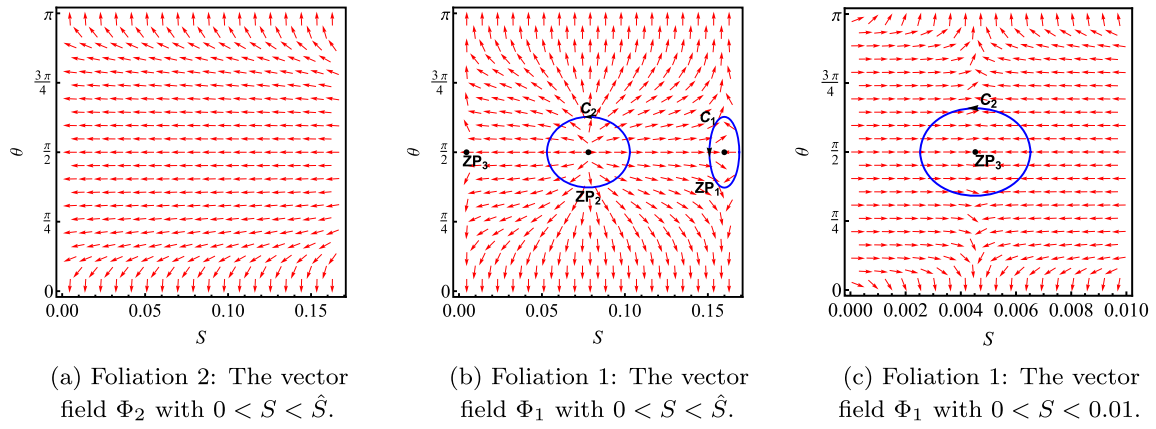 π
3 π
4
θ
π
2
π
4
0
0.00
0.05
0.10
0.15
S
(a) Foliation 2: The vector
field Φ₂ with 0 < S < Ŝ.
π
3 π
4
θ
π
2
π
4
0
C₂
C₁
ZP₃
ZP₂
ZP₁
0.00
0.05
0.10
0.15
S
(b) Foliation 1: The vector
field Φ₁ with 0 < S < Ŝ.
π
3 π
4
θ
π
2
π
4
0
C₂
ZP₃
0.000
0.002
0.004
0.006
0.008
0.010
S
(c) Foliation 1: The vector
field Φ₁ with 0 < S < 0.01.